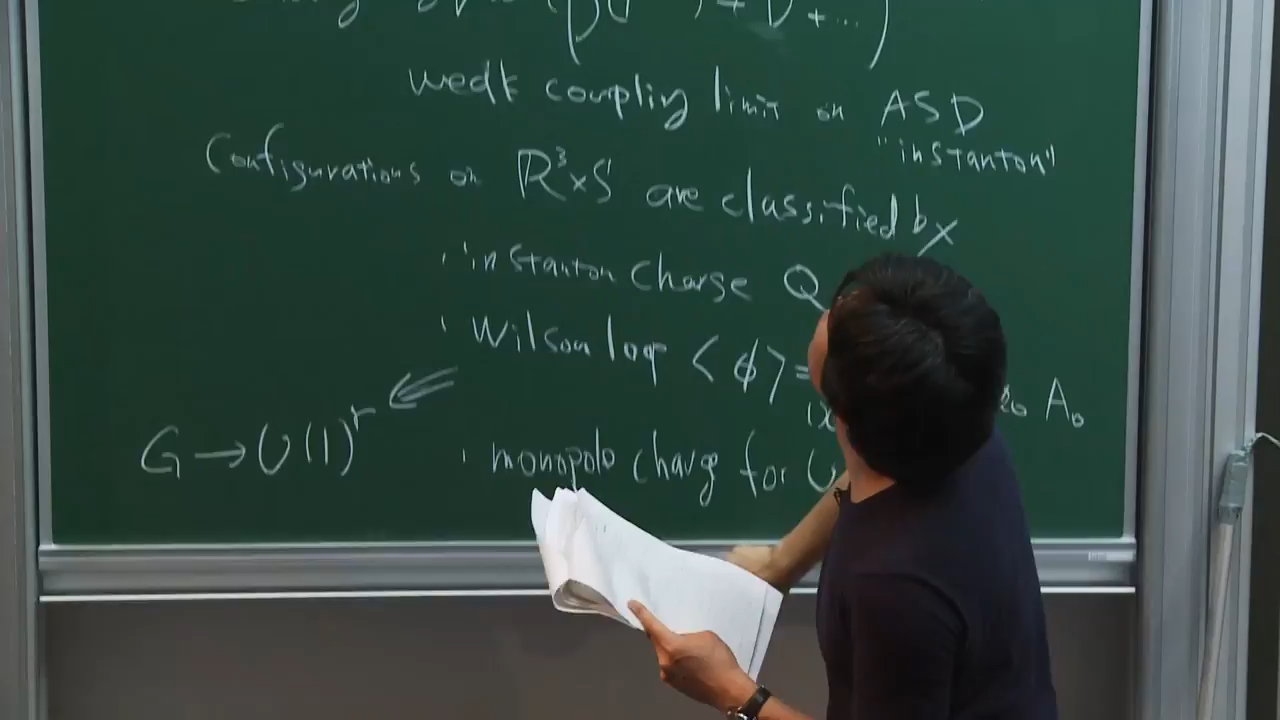 weak coupling limit on ASD
"instanton"
Configurations on R³×S are classified by
· instanton charge Q
· Wilson loop <φ> = A₀
G → U(1)^r
· monopole charge for U